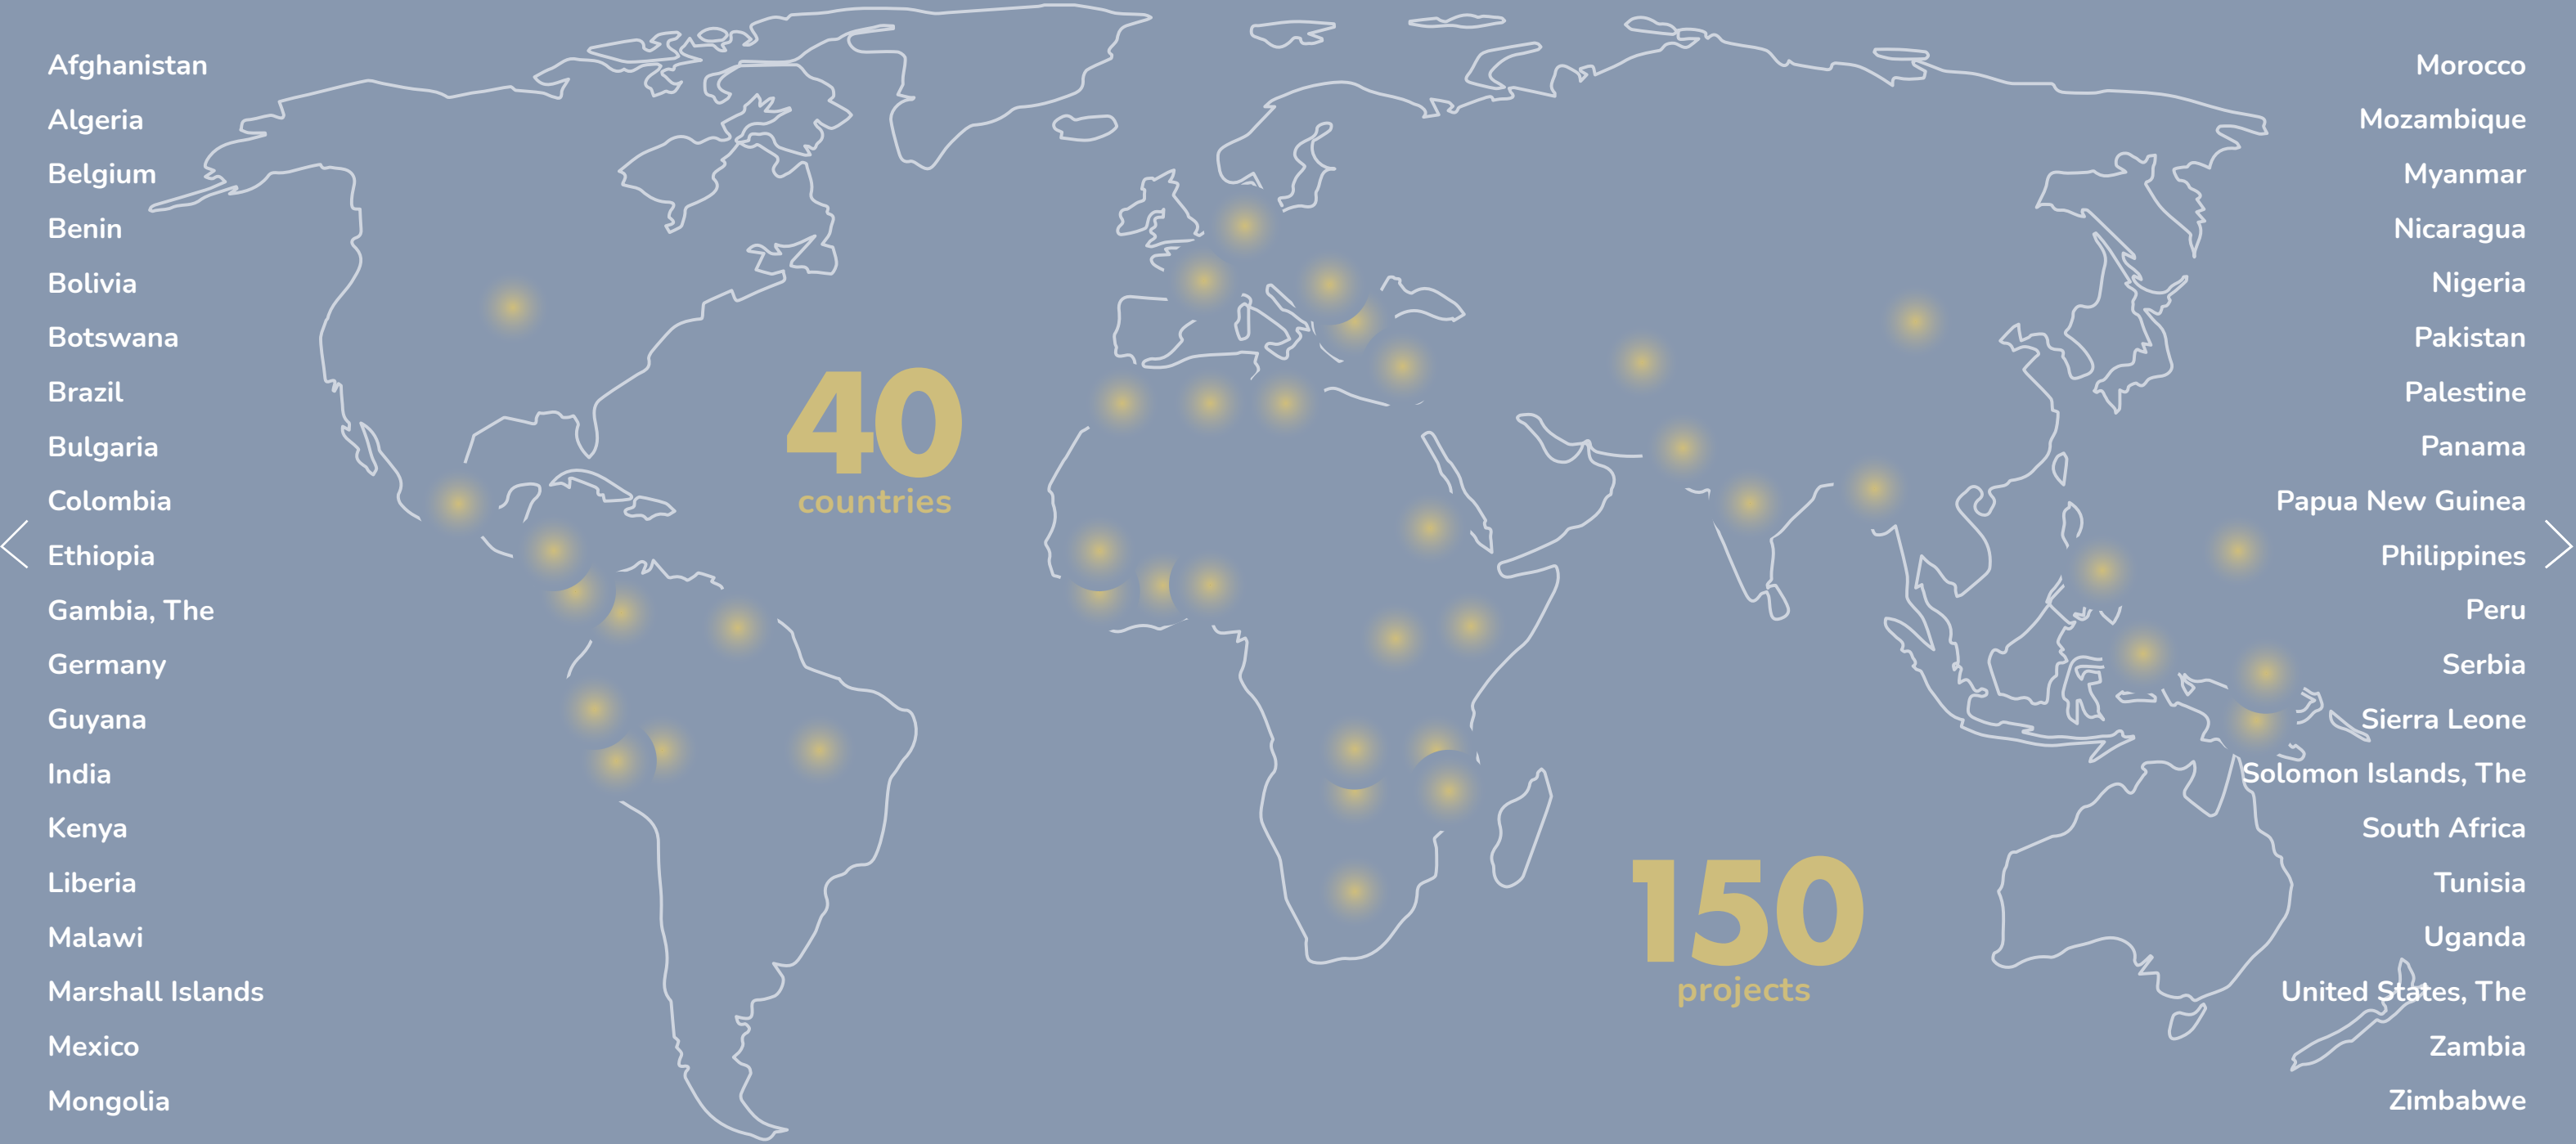 Afghanistan
Algeria
Belgium
Benin
Bolivia
Botswana
Brazil
Bulgaria
Colombia
Ethiopia
Gambia, The
Germany
Guyana
India
Kenya
Liberia
Malawi
Marshall Islands
Mexico
Mongolia
40
countries
150
projects
Morocco
Mozambique
Myanmar
Nicaragua
Nigeria
Pakistan
Palestine
Panama
Papua New Guinea
Philippines
Peru
Serbia
Sierra Leone
Solomon Islands, The
South Africa
Tunisia
Uganda
United States, The
Zambia
Zimbabwe